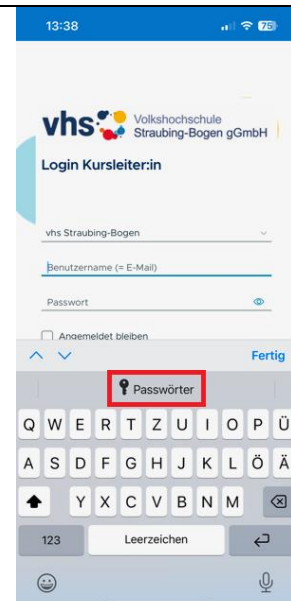 13:38
75
vhs
Volkshochschule
Straubing-Bogen gGmbH
Login Kursleiter:in
vhs Straubing-Bogen
Benutzername (= E-Mail)
Passwort
Angemeldet bleiben
Fertig
Passwörter
Q W E R T Z U I O P Ü
A S D F G H J K L Ö Ä
Y X C V B N M
123 Leerzeichen